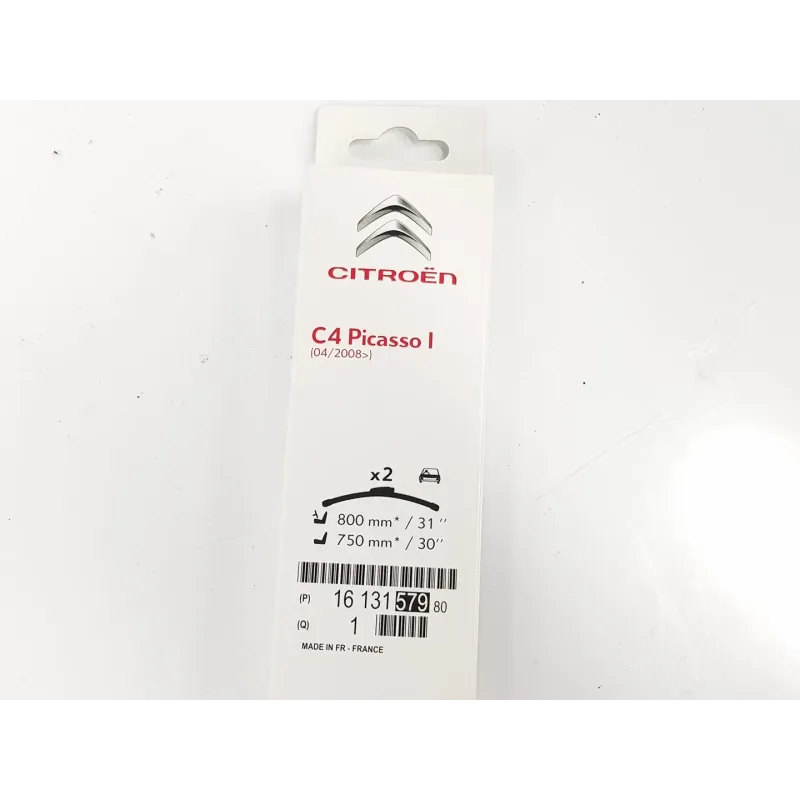 CITROËN
C4 Picasso I
(04/2008>)
x2
800 mm* / 31''
750 mm* / 30''
(P) 16 131 579 80
(Q) 1
MADE IN FR - FRANCE